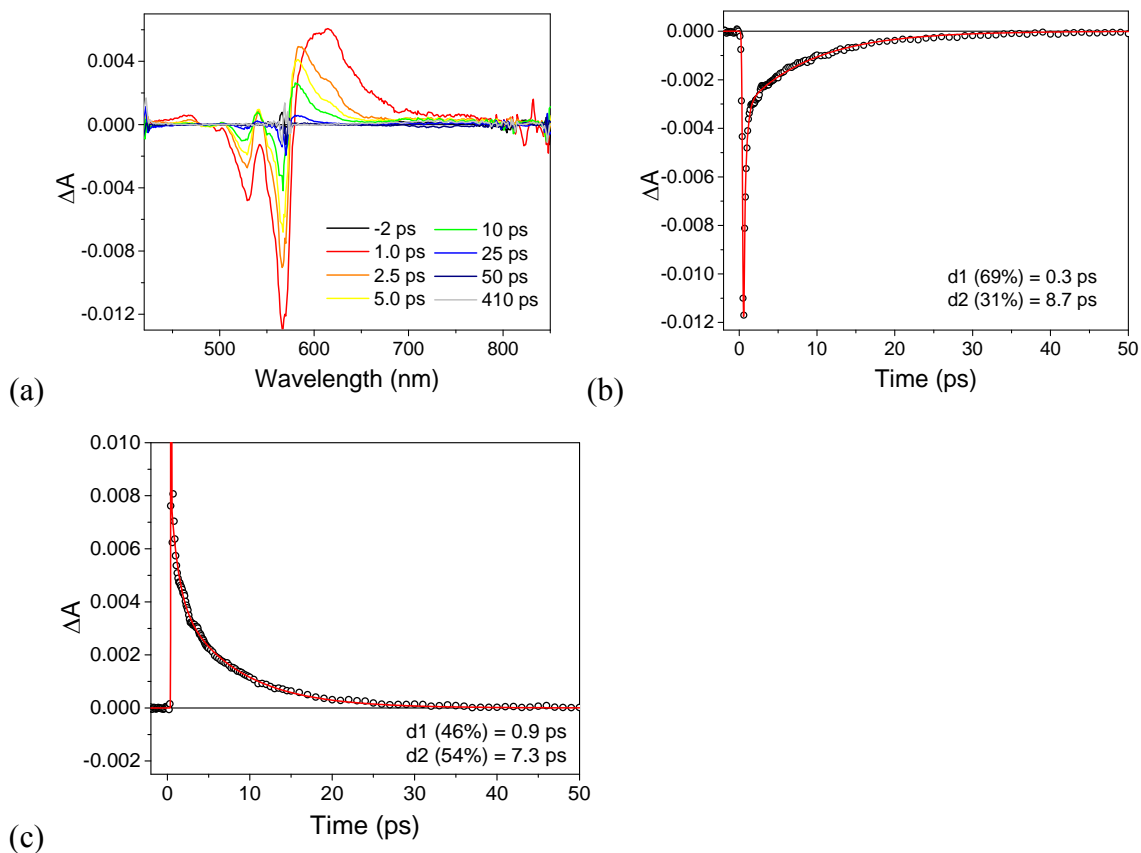 0.004
0.000
-0.004
-0.008
-0.012
ΔA
-2 ps
1.0 ps
2.5 ps
5.0 ps
10 ps
25 ps
50 ps
410 ps
500 600 700 800
Wavelength (nm)
(a)
0.000
-0.002
-0.004
-0.006
-0.008
-0.010
-0.012
ΔA
d1 (69%) = 0.3 ps
d2 (31%) = 8.7 ps
0 10 20 30 40 50
Time (ps)
(b)
0.010
0.008
0.006
0.004
0.002
0.000
-0.002
ΔA
d1 (46%) = 0.9 ps
d2 (54%) = 7.3 ps
0 10 20 30 40 50
Time (ps)
(c)